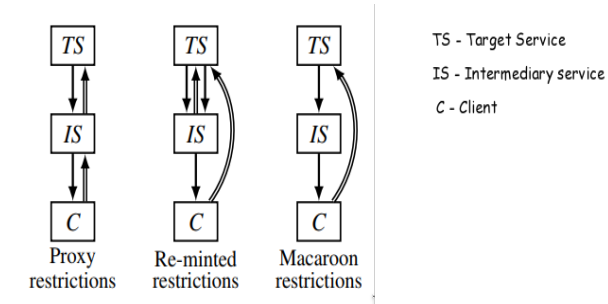 TS TS TS
TS - Target Service
IS - Intermediary service
C - Client
IS IS IS
C C C
Proxy restrictions
Re-minted restrictions
Macaroon restrictions